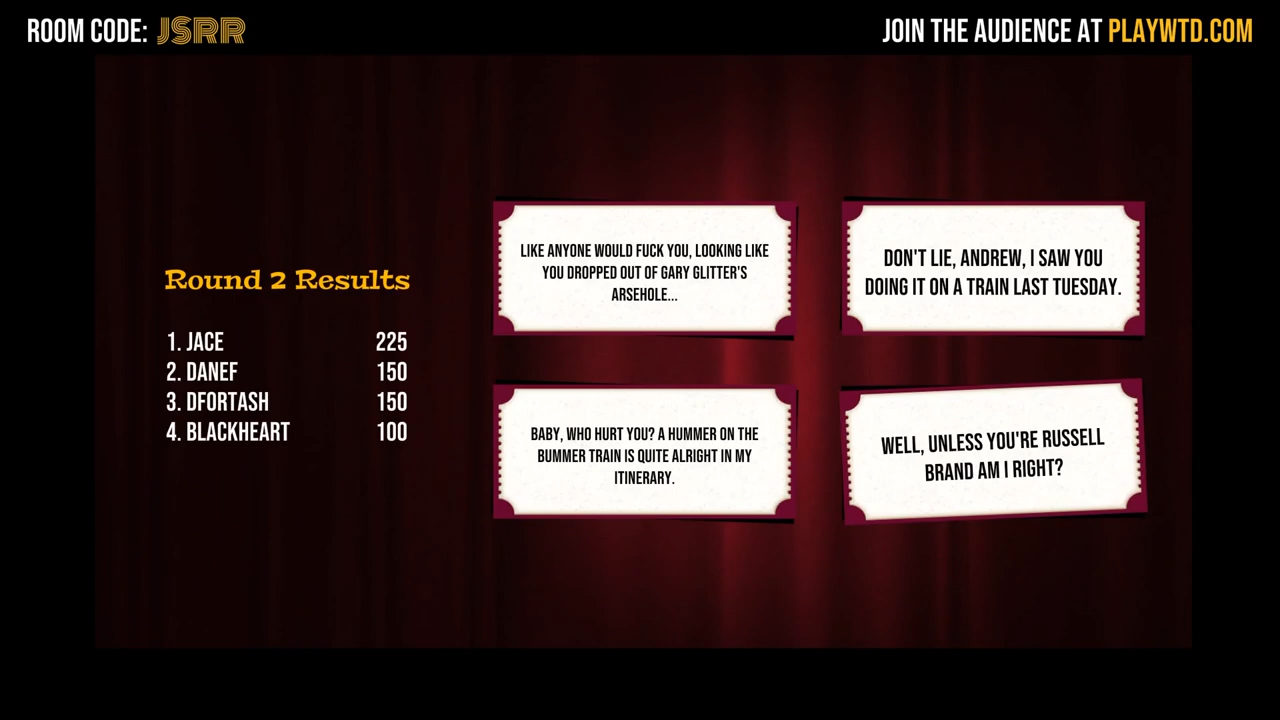 ROOM CODE: JSRR
JOIN THE AUDIENCE AT PLAYWTD.COM
Round 2 Results
1. JACE 225
2. DANEF 150
3. DFORTASH 150
4. BLACKHEART 100
LIKE ANYONE WOULD FUCK YOU, LOOKING LIKE
YOU DROPPED OUT OF GARY GLITTER'S
ARSEHOLE...
DON'T LIE, ANDREW, I SAW YOU
DOING IT ON A TRAIN LAST TUESDAY.
BABY, WHO HURT YOU? A HUMMER ON THE
BUMMER TRAIN IS QUITE ALRIGHT IN MY
ITINERARY.
WELL, UNLESS YOU'RE RUSSELL
BRAND AM I RIGHT?